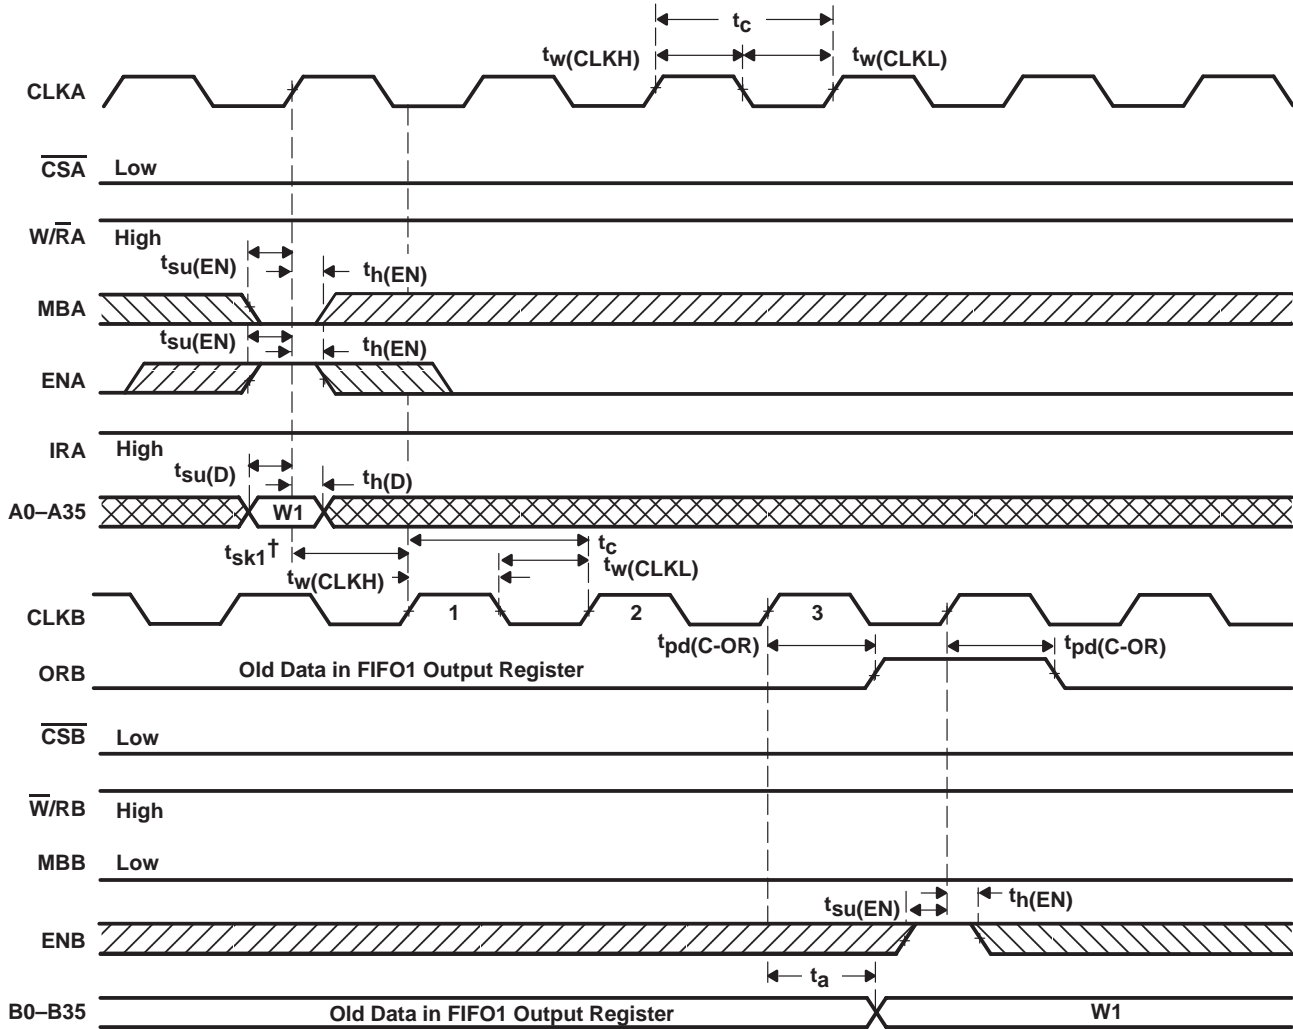 tc
tw(CLKH)
tw(CLKL)
CLKA
CSA Low
W/RA High
tsu(EN)
th(EN)
MBA
tsu(EN)
th(EN)
ENA
IRA High
tsu(D)
th(D)
A0–A35 W1
tsk1†
tc
tw(CLKH)
tw(CLKL)
CLKB 1 2 3
tpd(C-OR)
tpd(C-OR)
ORB Old Data in FIFO1 Output Register
CSB Low
W/RB High
MBB Low
tsu(EN)
th(EN)
ENB
ta
B0–B35 Old Data in FIFO1 Output Register W1